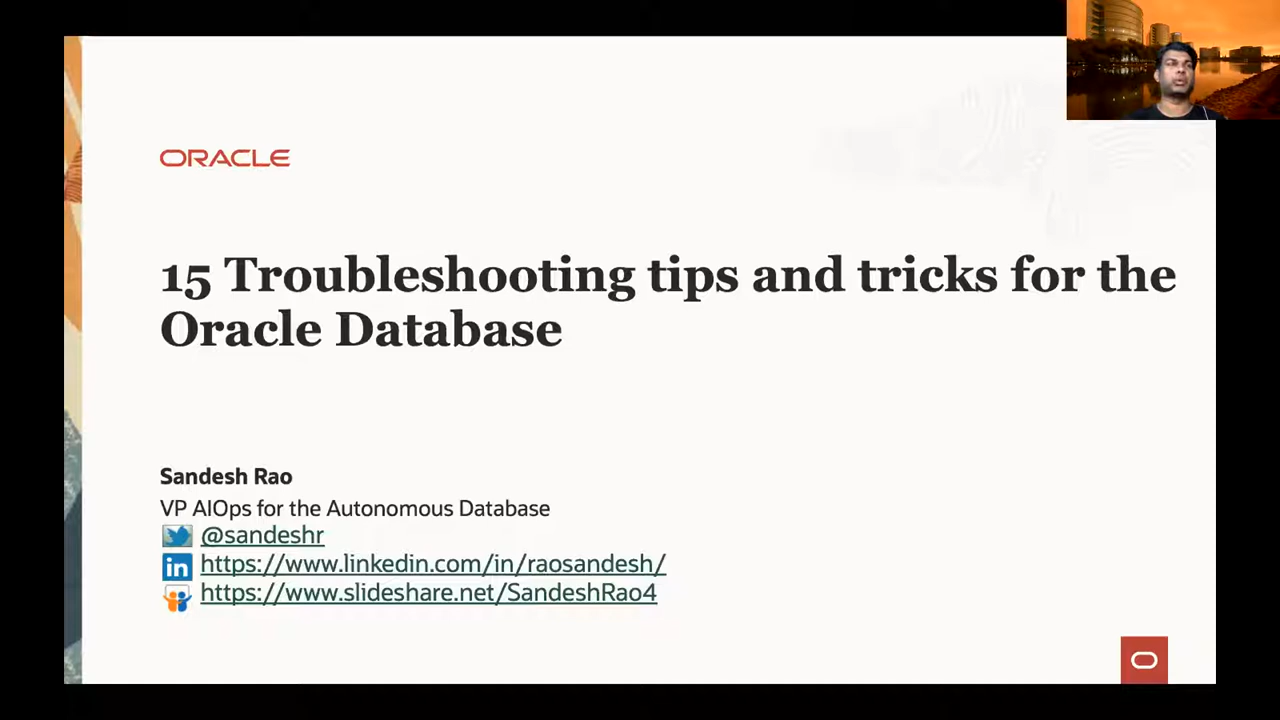 ORACLE
15 Troubleshooting tips and tricks for the
Oracle Database
Sandesh Rao
VP AIOps for the Autonomous Database
@sandeshr
in https://www.linkedin.com/in/raosandesh/
https://www.slideshare.net/SandeshRao4